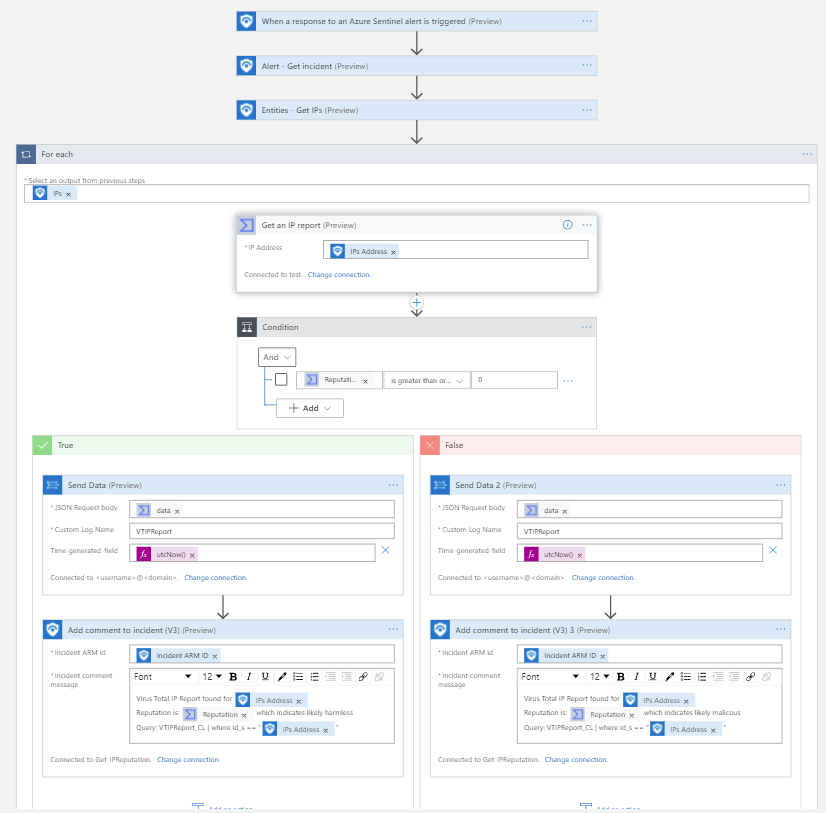 When a response to an Azure Sentinel alert is triggered (Preview)
Alert - Get incident (Preview)
Entities - Get IPs (Preview)
For each
* Select an output from previous steps
IPs x
Get an IP report (Preview)
* IP Address
IPs Address x
Connected to test. Change connection.
Condition
And
Reputati... x
is greater than or...
0
Add
True
Send Data (Preview)
* JSON Request body
data x
* Custom Log Name
VTIPReport
Time-generated-field
fx utcNow() x
Connected to <username>@<domain>. Change connection.
Add comment to incident (V3) (Preview)
* Incident ARM id
Incident ARM ID x
* Incident comment message
Font 12 B I U
Virus Total IP Report found for IPs Address x
Reputation is: Reputation x which indicates likely harmless
Query: VTIPReport_CL | where id_s == " IPs Address x "
Connected to Get-IPReputation. Change connection.
Add an action
False
Send Data 2 (Preview)
* JSON Request body
data x
* Custom Log Name
VTIPReport
Time-generated-field
fx utcNow() x
Connected to <username>@<domain>. Change connection.
Add comment to incident (V3) 3 (Preview)
* Incident ARM id
Incident ARM ID x
* Incident comment message
Font 12 B I U
Virus Total IP Report found for IPs Address x
Reputation is: Reputation x which indicates likely malicous
Query: VTIPReport_CL | where id_s == " IPs Address x "
Connected to Get-IPReputation. Change connection.
Add an action